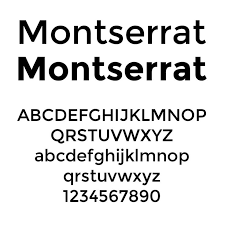 Montserrat
Montserrat
ABCDEFGHIJKLMNOP
QRSTUVWXYZ
abcdefghijklmnop
qrstuvwxyz
1234567890